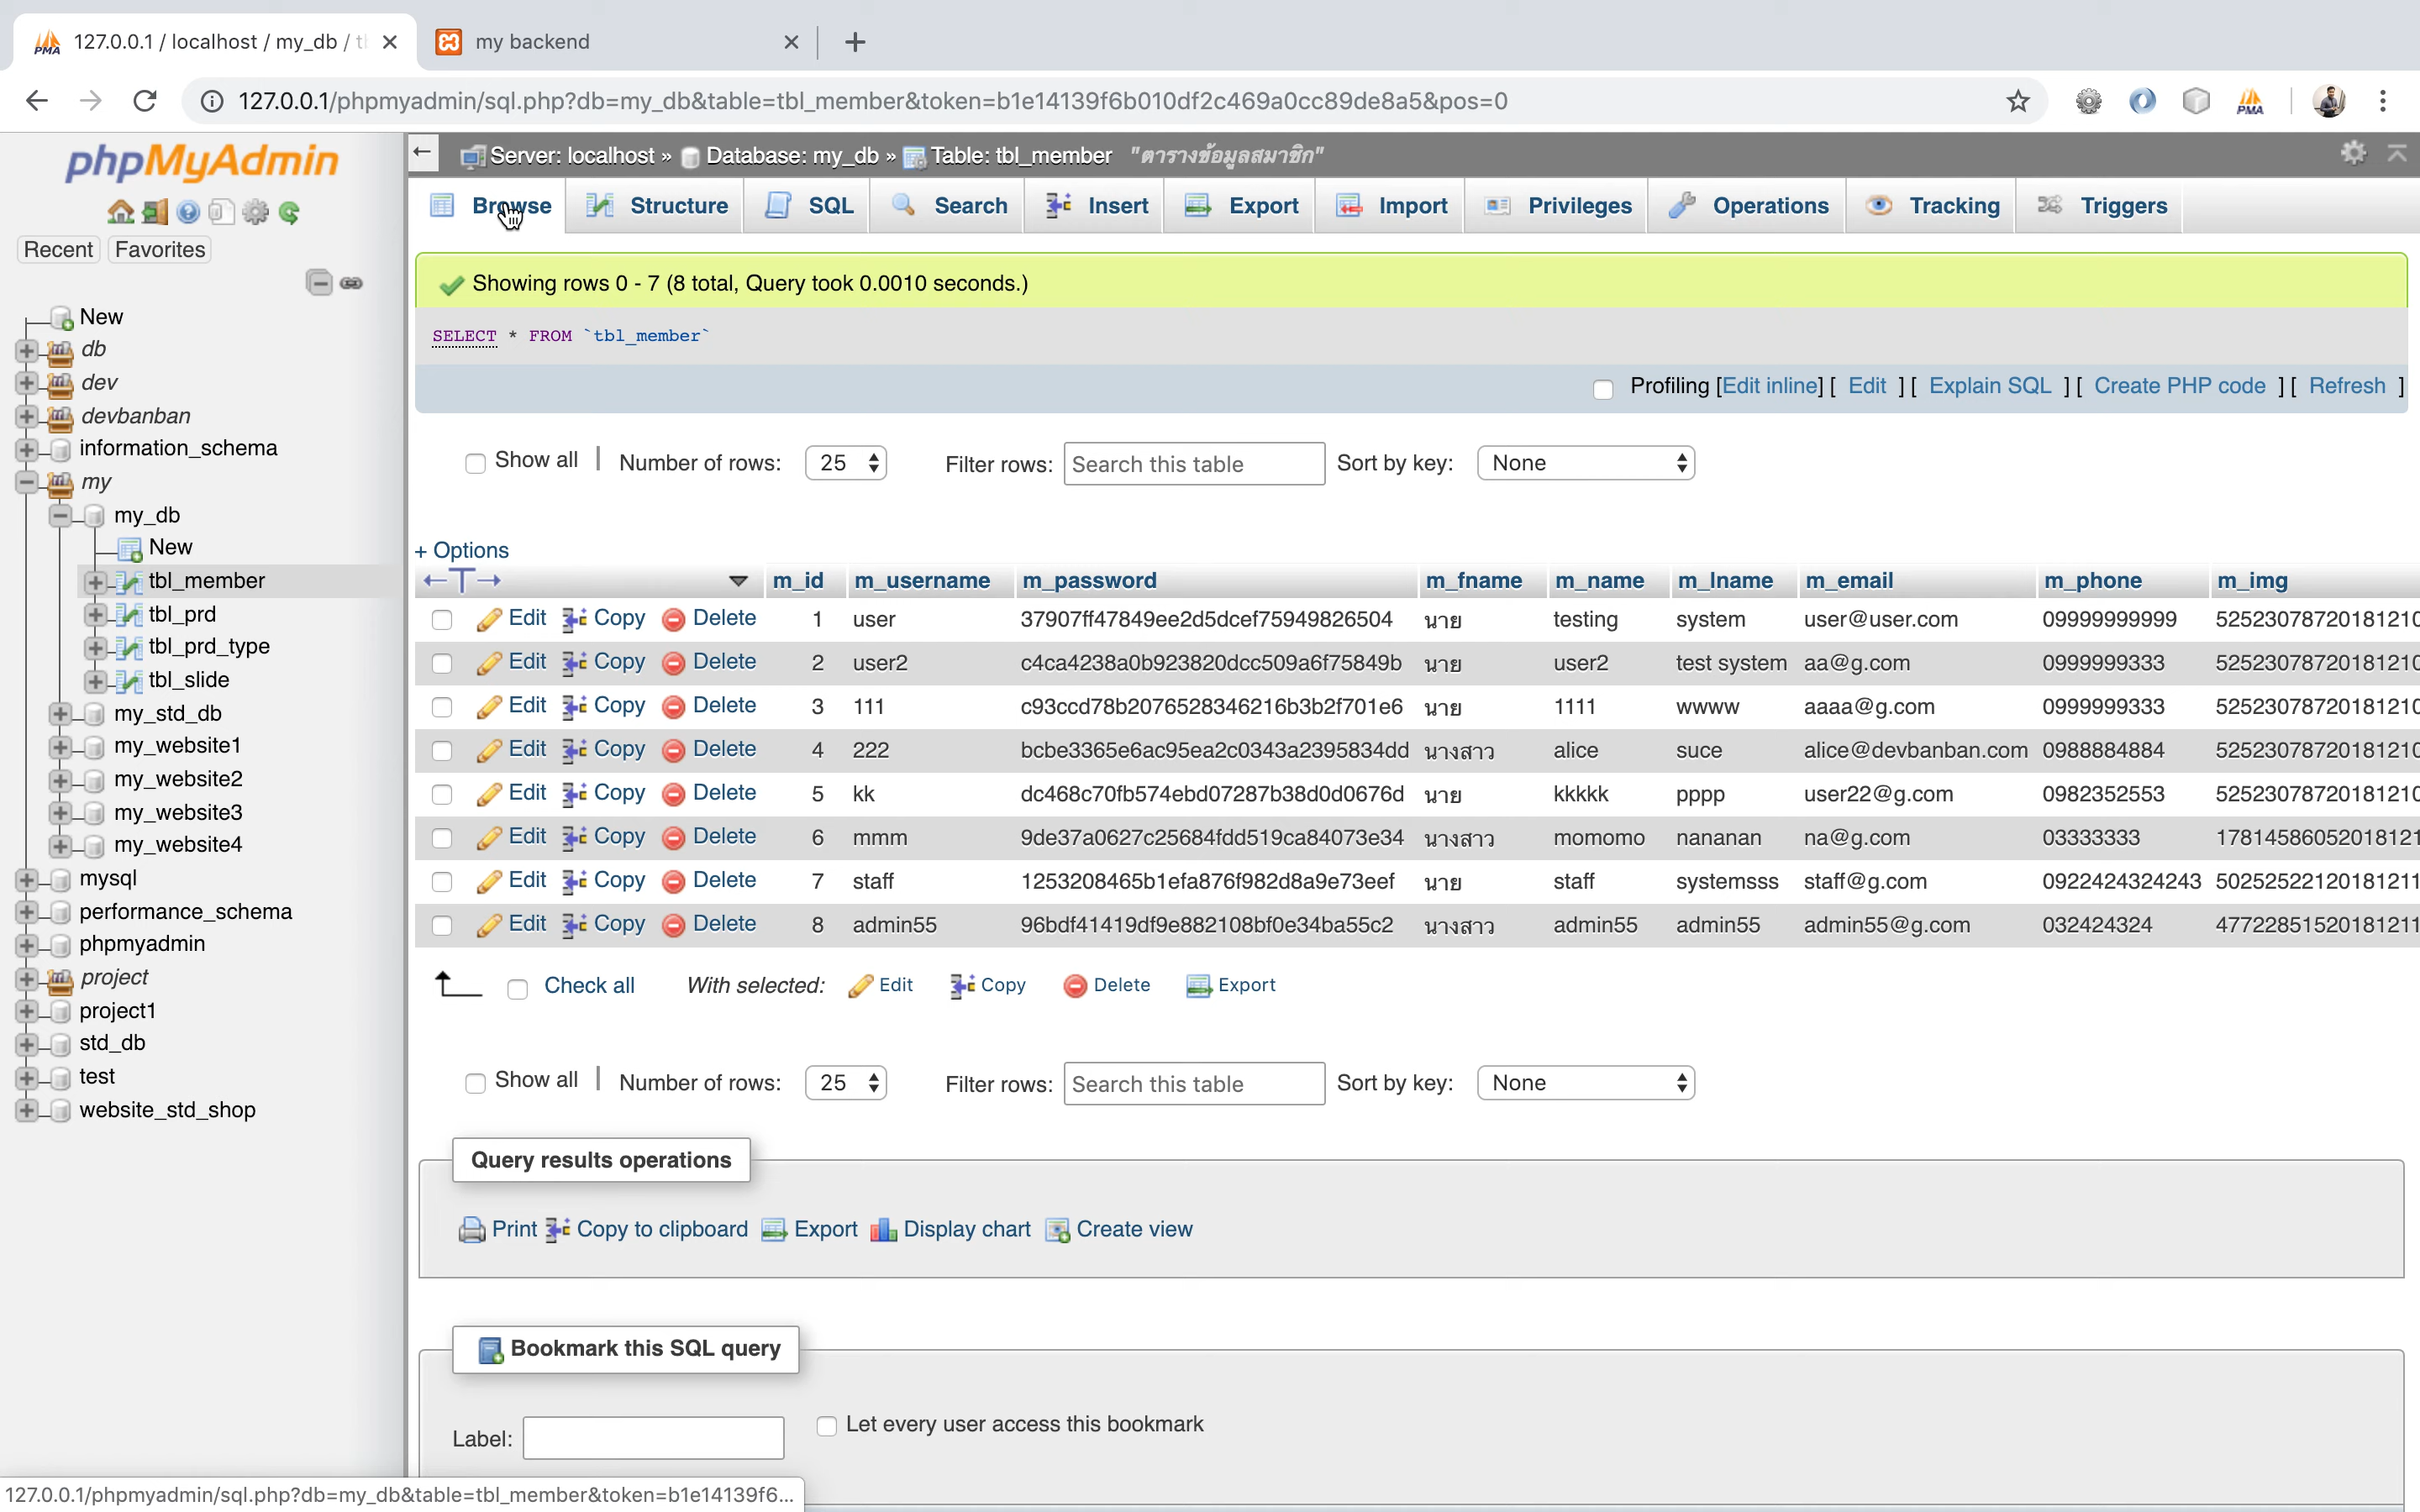 127.0.0.1 / localhost / my_db / t
my backend
127.0.0.1/phpmyadmin/sql.php?db=my_db&table=tbl_member&token=b1e14139f6b010df2c469a0cc89de8a5&pos=0
phpMyAdmin
Recent Favorites
New
db
dev
devbanban
information_schema
my
my_db
New
tbl_member
tbl_prd
tbl_prd_type
tbl_slide
my_std_db
my_website1
my_website2
my_website3
my_website4
mysql
performance_schema
phpmyadmin
project
project1
std_db
test
website_std_shop
Server: localhost » Database: my_db » Table: tbl_member "ตารางข้อมูลสมาชิก"
Browse Structure SQL Search Insert Export Import Privileges Operations Tracking Triggers
Showing rows 0 - 7 (8 total, Query took 0.0010 seconds.)
SELECT * FROM `tbl_member`
Profiling [Edit inline] [ Edit ] [ Explain SQL ] [ Create PHP code ] [ Refresh ]
Show all | Number of rows: 25 Filter rows: Search this table Sort by key: None
+ Options
←T→ m_id m_username m_password m_fname m_name m_lname m_email m_phone m_img
Edit Copy Delete 1 user 37907ff47849ee2d5dcef75949826504 นาย testing system user@user.com 09999999999 5252307872018121
Edit Copy Delete 2 user2 c4ca4238a0b923820dcc509a6f75849b นาย user2 test system aa@g.com 0999999333 5252307872018121
Edit Copy Delete 3 111 c93ccd78b2076528346216b3b2f701e6 นาย 1111 wwww aaaa@g.com 0999999333 5252307872018121
Edit Copy Delete 4 222 bcbe3365e6ac95ea2c0343a2395834dd นางสาว alice suce alice@devbanban.com 0988884884 5252307872018121
Edit Copy Delete 5 kk dc468c70fb574ebd07287b38d0d0676d นาย kkkkk pppp user22@g.com 0982352553 5252307872018121
Edit Copy Delete 6 mmm 9de37a0627c25684fdd519ca84073e34 นางสาว momomo nananan na@g.com 03333333 1781458605201812​1
Edit Copy Delete 7 staff 1253208465b1efa876f982d8a9e73eef นาย staff systemsss staff@g.com 0922424324243 50252522120181211
Edit Copy Delete 8 admin55 96bdf41419df9e882108bf0e34ba55c2 นางสาว admin55 admin55 admin55@g.com 032424324 47722851520181211
Check all With selected: Edit Copy Delete Export
Show all | Number of rows: 25 Filter rows: Search this table Sort by key: None
Query results operations
Print Copy to clipboard Export Display chart Create view
Bookmark this SQL query
Label: Let every user access this bookmark
127.0.0.1/phpmyadmin/sql.php?db=my_db&table=tbl_member&token=b1e14139f6...